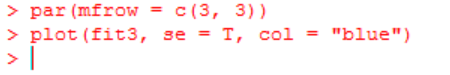 > par(mfrow = c(3, 3))
> plot(fit3, se = T, col = "blue")
>